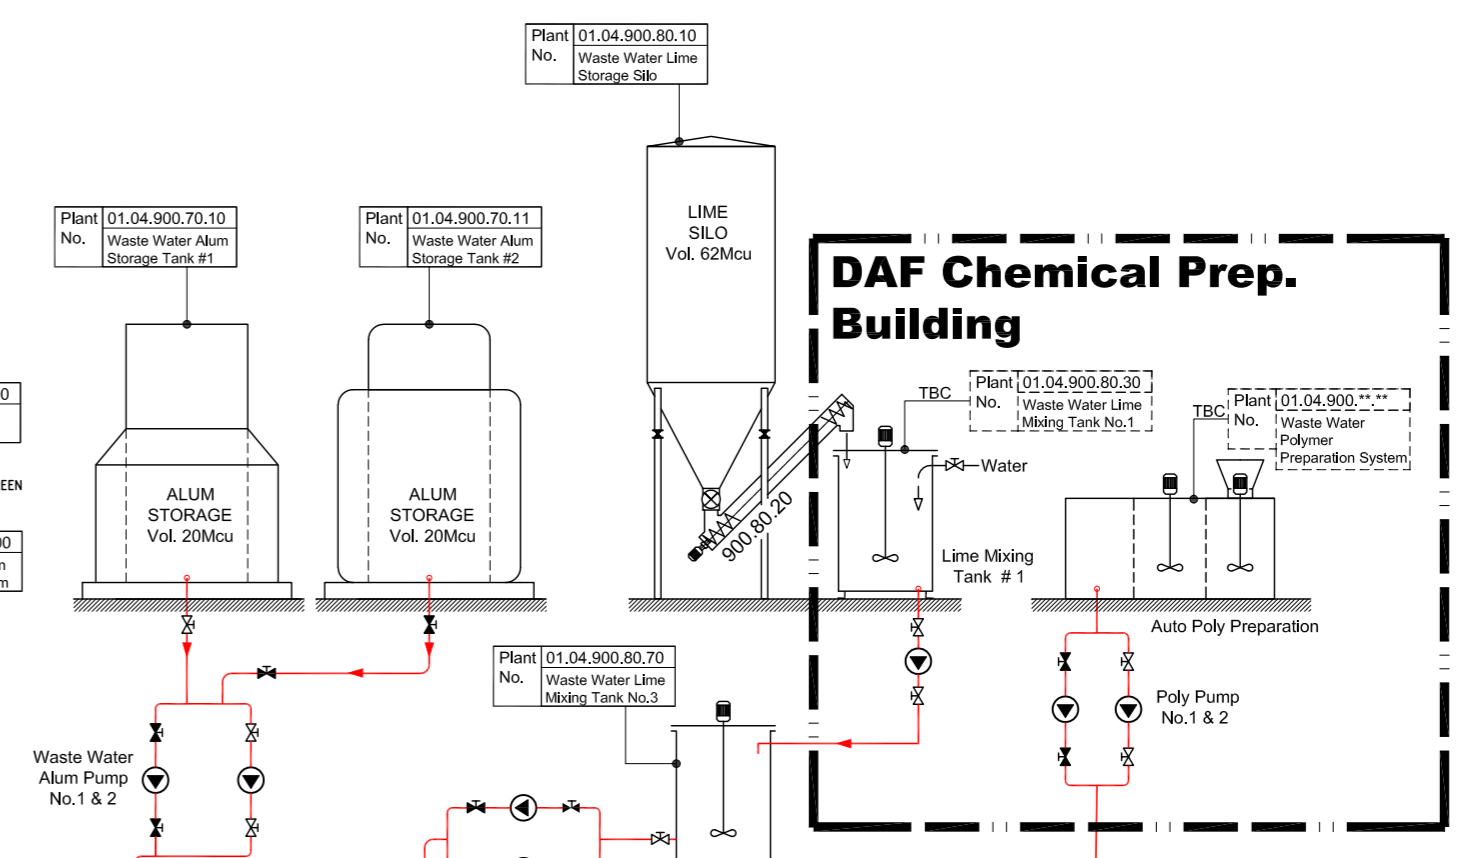 Plant 01.04.900.80.10
No. Waste Water Lime
Storage Silo
Plant 01.04.900.70.10
No. Waste Water Alum
Storage Tank #1
Plant 01.04.900.70.11
No. Waste Water Alum
Storage Tank #2
LIME
SILO
Vol. 62Mcu
DAF Chemical Prep.
Building
0
TBC
Plant 01.04.900.80.30
No. Waste Water Lime
Mixing Tank No.1
TBC
Plant 01.04.900.**.**
No. Waste Water
Polymer
Preparation System
Water
EEN
ALUM
STORAGE
Vol. 20Mcu
ALUM
STORAGE
Vol. 20Mcu
900.80.20
00
m
m
Lime Mixing
Tank # 1
Auto Poly Preparation
Plant 01.04.900.80.70
No. Waste Water Lime
Mixing Tank No.3
Poly Pump
No.1 & 2
Waste Water
Alum Pump
No.1 & 2